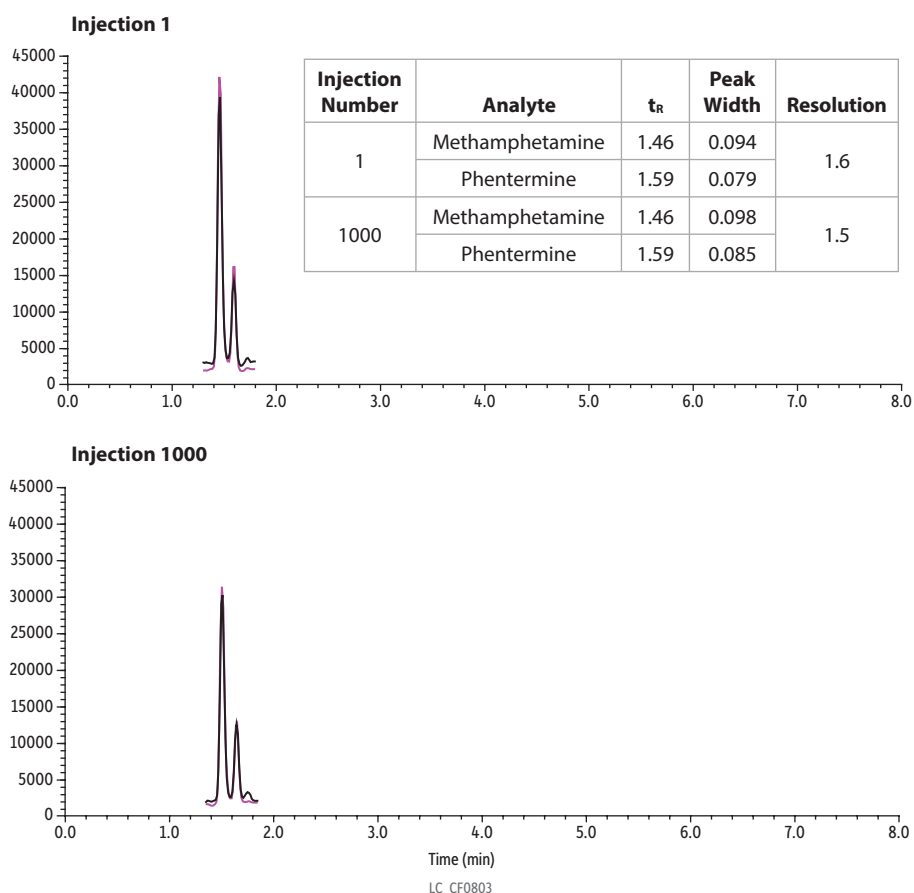 Injection 1
45000
40000
35000
30000
25000
20000
15000
10000
5000
0
0.0 1.0 2.0 3.0 4.0 5.0 6.0 7.0 8.0
Injection Number Analyte tR Peak Width Resolution
1 Methamphetamine 1.46 0.094 1.6
Phentermine 1.59 0.079
1000 Methamphetamine 1.46 0.098 1.5
Phentermine 1.59 0.085
Injection 1000
45000
40000
35000
30000
25000
20000
15000
10000
5000
0
0.0 1.0 2.0 3.0 4.0 5.0 6.0 7.0 8.0
Time (min)
LC_CF0803